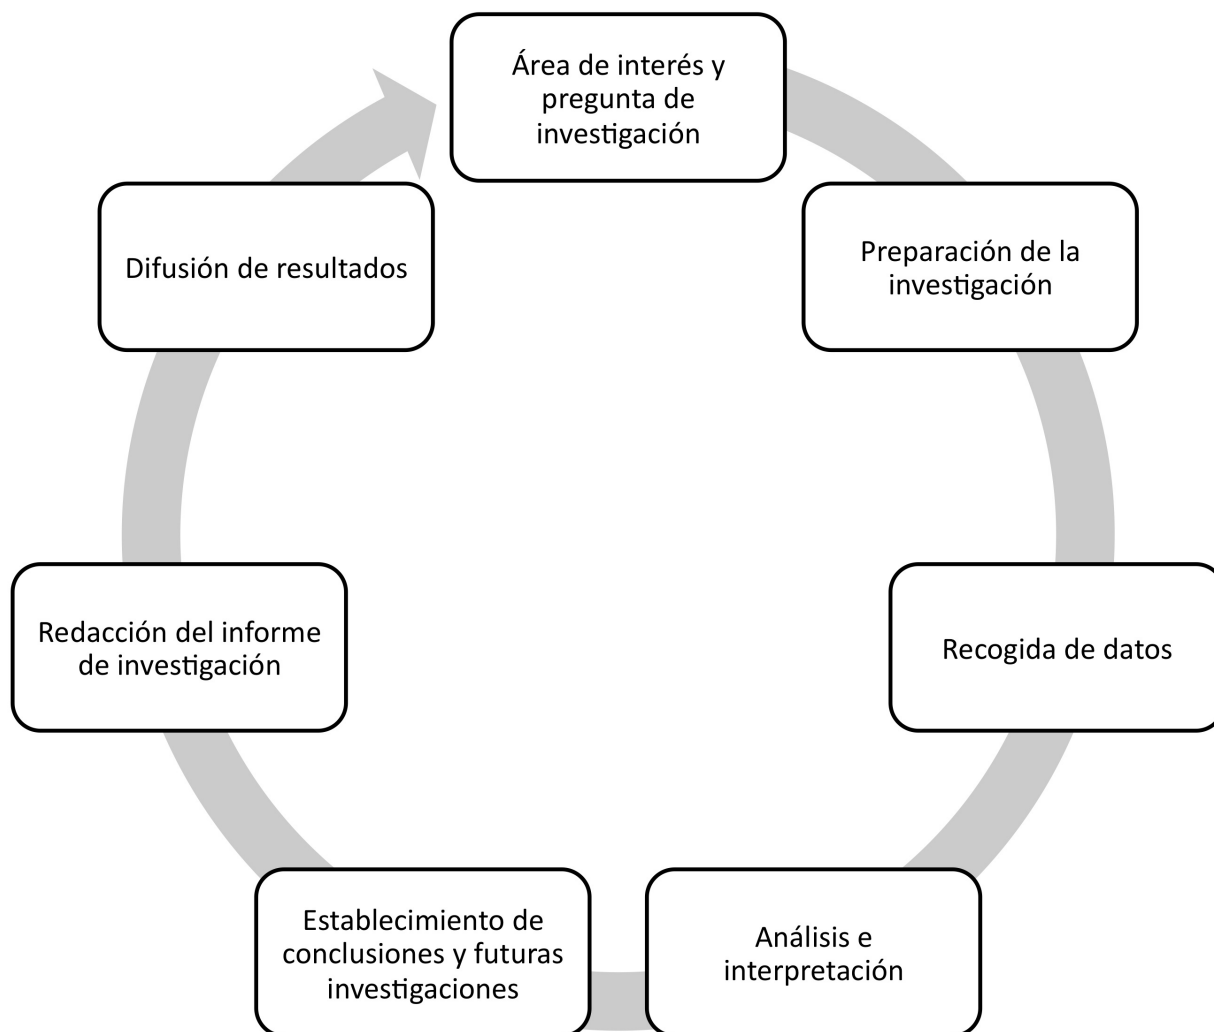 Área de interés y
pregunta de
investigación
Preparación de la
investigación
Recogida de datos
Análisis e
interpretación
Establecimiento de
conclusiones y futuras
investigaciones
Redacción del informe
de investigación
Difusión de resultados